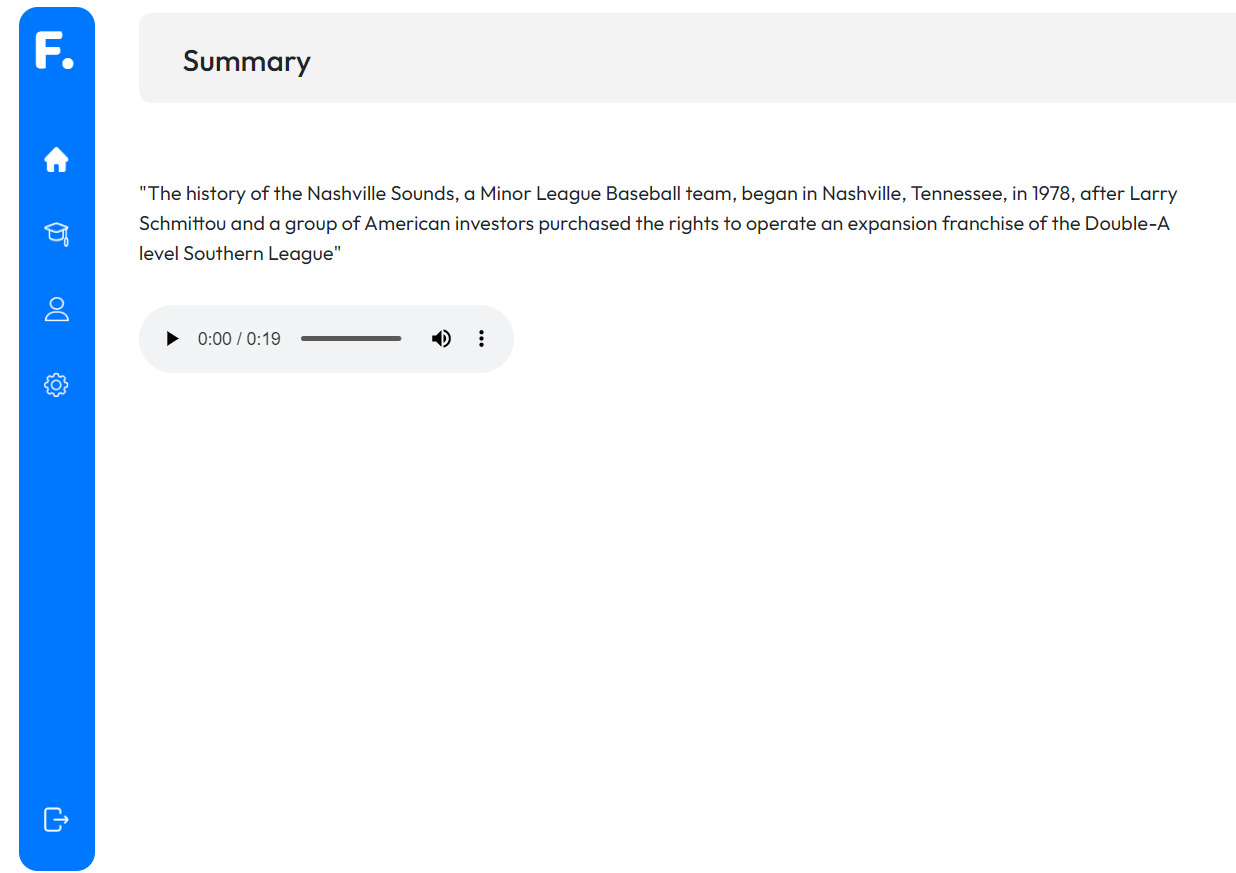 F.
Summary
"The history of the Nashville Sounds, a Minor League Baseball team, began in Nashville, Tennessee, in 1978, after Larry
Schmittou and a group of American investors purchased the rights to operate an expansion franchise of the Double-A
level Southern League"
0:00 / 0:19